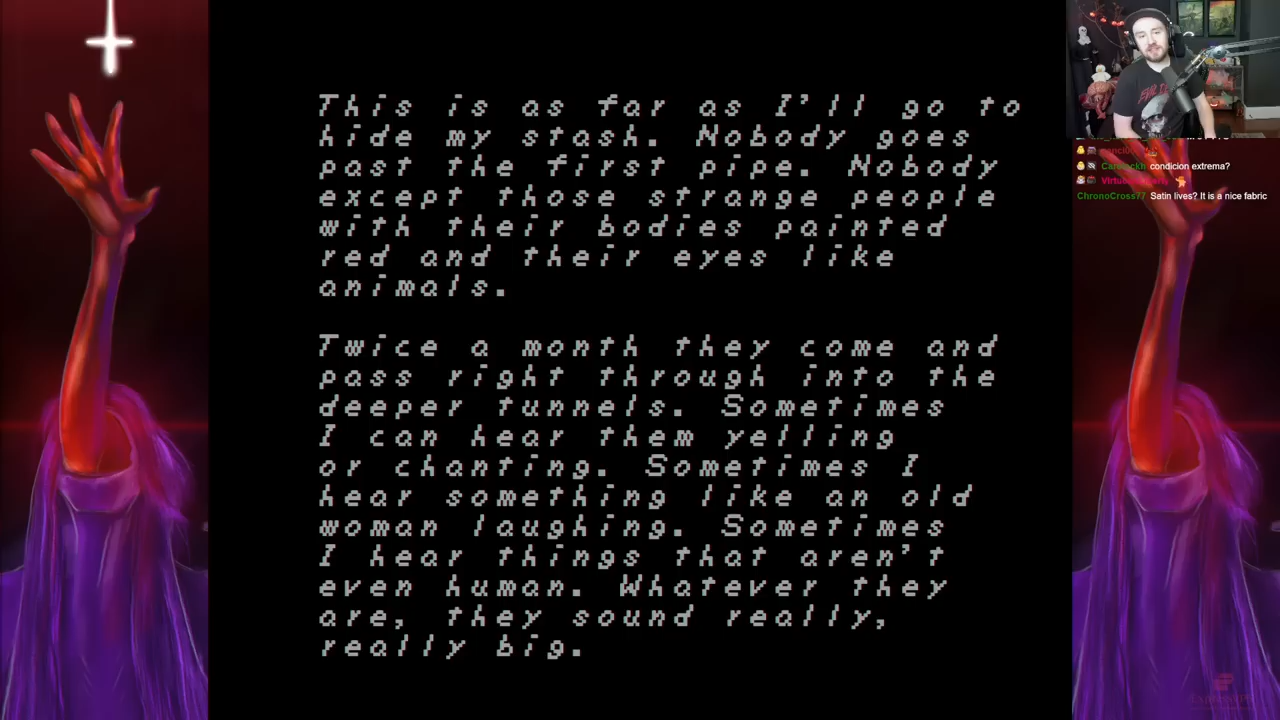 This is as far as I'll go to
hide my stash. Nobody goes
past the first pipe. Nobody
except those strange people
with their bodies painted
red and their eyes like
animals.
Twice a month they come and
pass right through into the
deeper tunnels. Sometimes
I can hear them yelling
or chanting. Sometimes I
hear something like an old
woman laughing. Sometimes
I hear things that aren't
even human. Whatever they
are, they sound really,
really big.
condicion extrema?
ChronoCross77 Satin lives? It is a nice fabric